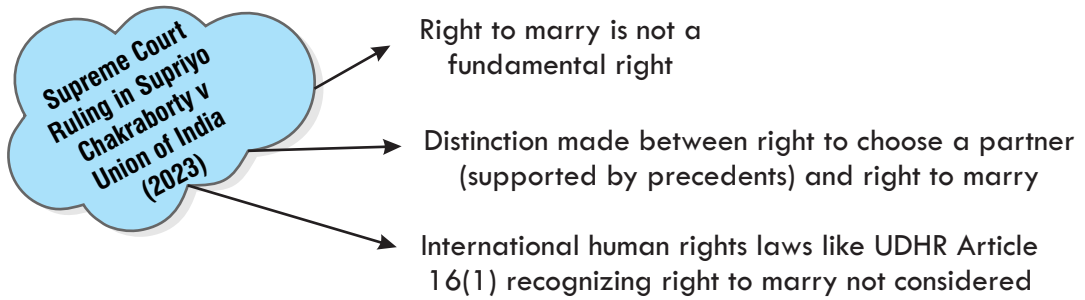 Supreme Court
Ruling in Supriyo
Chakraborty v
Union of India
(2023)
Right to marry is not a
fundamental right
Distinction made between right to choose a partner
(supported by precedents) and right to marry
International human rights laws like UDHR Article
16(1) recognizing right to marry not considered